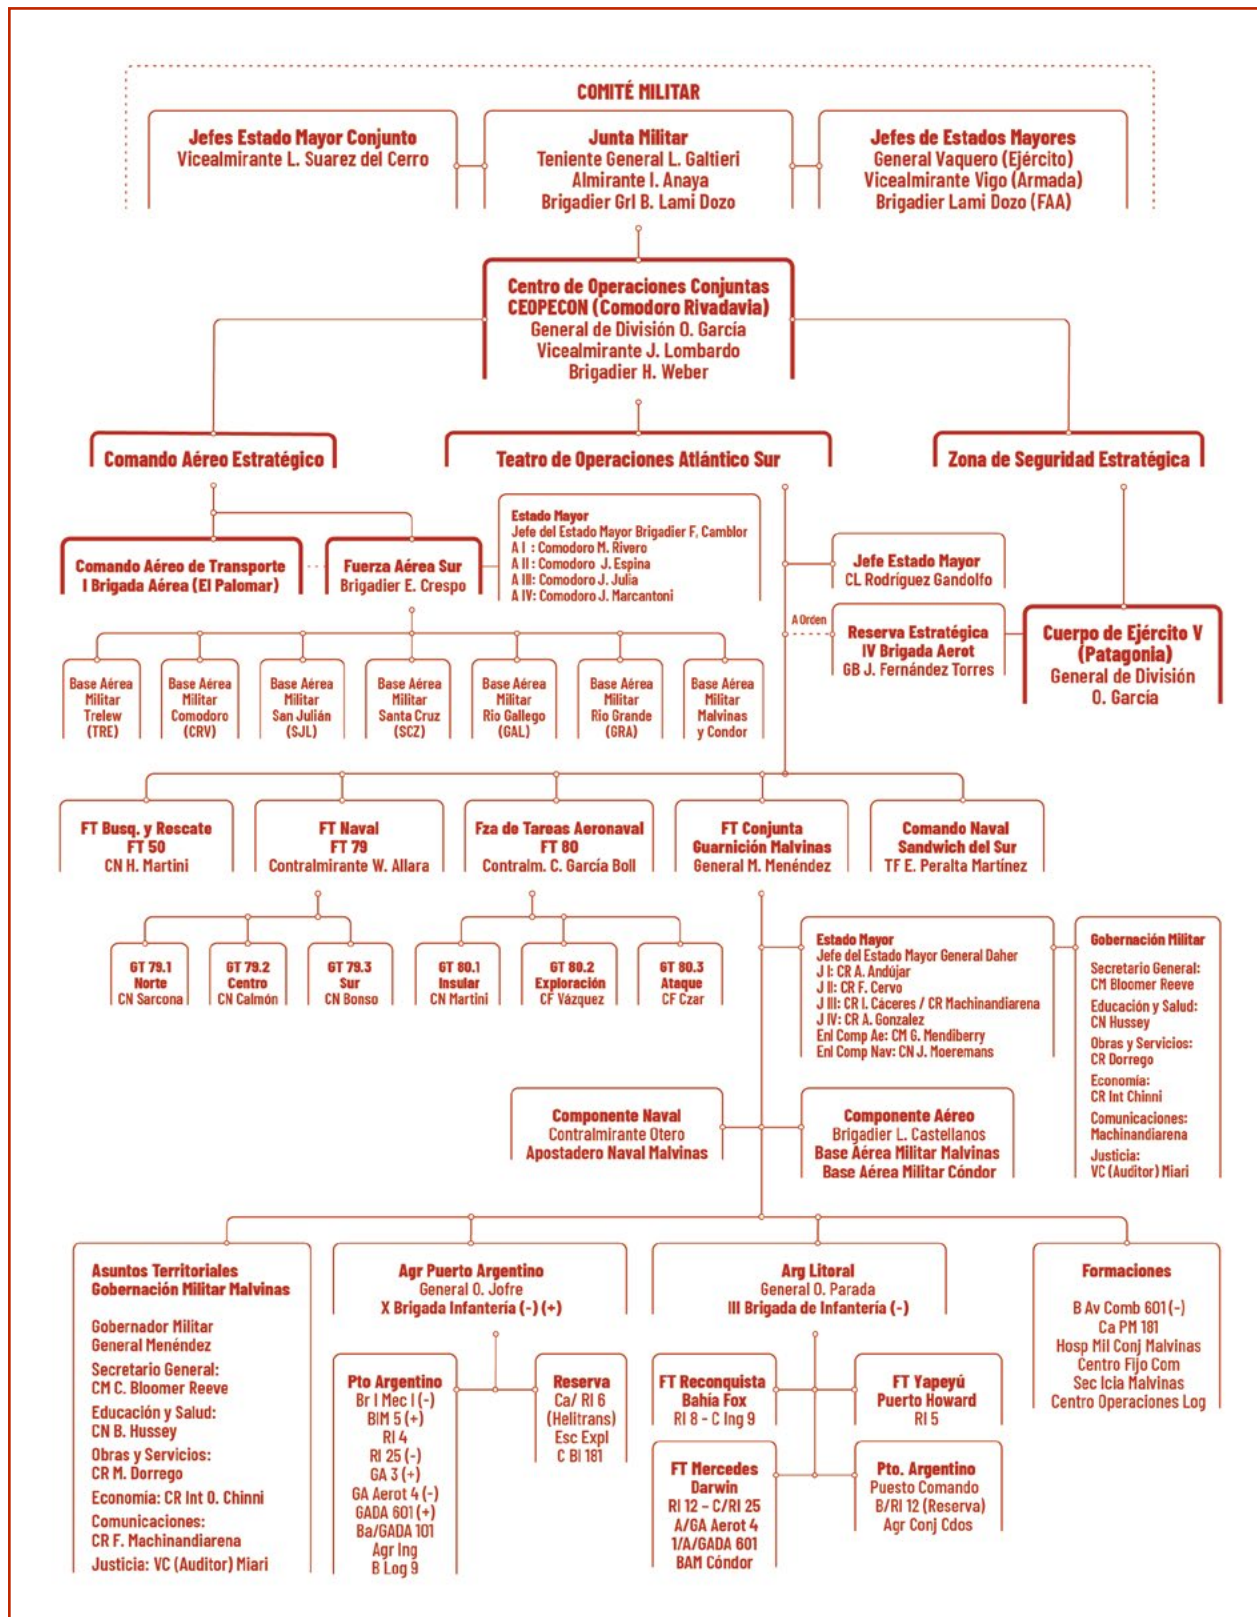 COMITÉ MILITAR
Jefes Estado Mayor Conjunto
Vicealmirante L. Suarez del Cerro
Junta Militar
Teniente General L. Galtieri
Almirante I. Anaya
Brigadier Grl B. Lami Dozo
Jefes de Estados Mayores
General Vaquero (Ejército)
Vicealmirante Vigo (Armada)
Brigadier Lami Dozo (FAA)
Centro de Operaciones Conjuntas
CEOPECON (Comodoro Rivadavia)
General de División O. García
Vicealmirante J. Lombardo
Brigadier H. Weber
Comando Aéreo Estratégico
Teatro de Operaciones Atlántico Sur
Zona de Seguridad Estratégica
Comando Aéreo de Transporte
I Brigada Aérea (El Palomar)
Fuerza Aérea Sur
Brigadier E. Crespo
Estado Mayor
Jefe del Estado Mayor Brigadier F, Camblor
A I : Comodoro M. Rivero
A II : Comodoro J. Espina
A III: Comodoro J. Julia
A IV: Comodoro J. Marcantoni
Jefe Estado Mayor
CL Rodríguez Gandolfo
A Orden
Reserva Estratégica
IV Brigada Aerot
GB J. Fernández Torres
Cuerpo de Ejército V
(Patagonia)
General de División
O. García
Base Aérea
Militar
Trelew
(TRE)
Base Aérea
Militar
Comodoro
(CRV)
Base Aérea
Militar
San Julián
(SJL)
Base Aérea
Militar
Santa Cruz
(SCZ)
Base Aérea
Militar
Rio Gallego
(GAL)
Base Aérea
Militar
Rio Grande
(GRA)
Base Aérea
Militar
Malvinas
y Condor
FT Busq. y Rescate
FT 50
CN H. Martini
FT Naval
FT 79
Contralmirante W. Allara
Fza de Tareas Aeronaval
FT 80
Contralm. C. García Boll
FT Conjunta
Guarnición Malvinas
General M. Menéndez
Comando Naval
Sandwich del Sur
TF E. Peralta Martínez
GT 79.1
Norte
CN Sarcona
GT 79.2
Centro
CN Calmón
GT 79.3
Sur
CN Bonso
GT 80.1
Insular
CN Martini
GT 80.2
Exploración
CF Vázquez
GT 80.3
Ataque
CF Czar
Estado Mayor
Jefe del Estado Mayor General Daher
J I: CR A. Andújar
J II: CR F. Cervo
J III: CR I. Cáceres / CR Machinandiarena
J IV: CR A. Gonzalez
Enl Comp Ae: CM G. Mendiberry
Enl Comp Nav: CN J. Moeremans
Gobernación Militar
Secretario General:
CM Bloomer Reeve
Educación y Salud:
CN Hussey
Obras y Servicios:
CR Dorrego
Economía:
CR Int Chinni
Comunicaciones:
Machinandiarena
Justicia:
VC (Auditor) Miari
Componente Naval
Contralmirante Otero
Apostadero Naval Malvinas
Componente Aéreo
Brigadier L. Castellanos
Base Aérea Militar Malvinas
Base Aérea Militar Cóndor
Asuntos Territoriales
Gobernación Militar Malvinas
Gobernador Militar
General Menéndez
Secretario General:
CM C. Bloomer Reeve
Educación y Salud:
CN B. Hussey
Obras y Servicios:
CR M. Dorrego
Economía: CR Int O. Chinni
Comunicaciones:
CR F. Machinandiarena
Justicia: VC (Auditor) Miari
Agr Puerto Argentino
General O. Jofre
X Brigada Infantería (-) (+)
Pto Argentino
Br I Mec I (-)
BIM 5 (+)
RI 4
RI 25 (-)
GA 3 (+)
GA Aerot 4 (-)
GADA 601 (+)
Ba/GADA 101
Agr Ing
B Log 9
Reserva
Ca/ RI 6
(Helitrans)
Esc Expl
C Bl 181
Arg Litoral
General O. Parada
III Brigada de Infantería (-)
FT Reconquista
Bahía Fox
RI 8 - C Ing 9
FT Yapeyú
Puerto Howard
RI 5
FT Mercedes
Darwin
RI 12 – C/RI 25
A/GA Aerot 4
1/A/GADA 601
BAM Cóndor
Pto. Argentino
Puesto Comando
B/RI 12 (Reserva)
Agr Conj Cdos
Formaciones
B Av Comb 601 (-)
Ca PM 181
Hosp Mil Conj Malvinas
Centro Fijo Com
Sec Icia Malvinas
Centro Operaciones Log